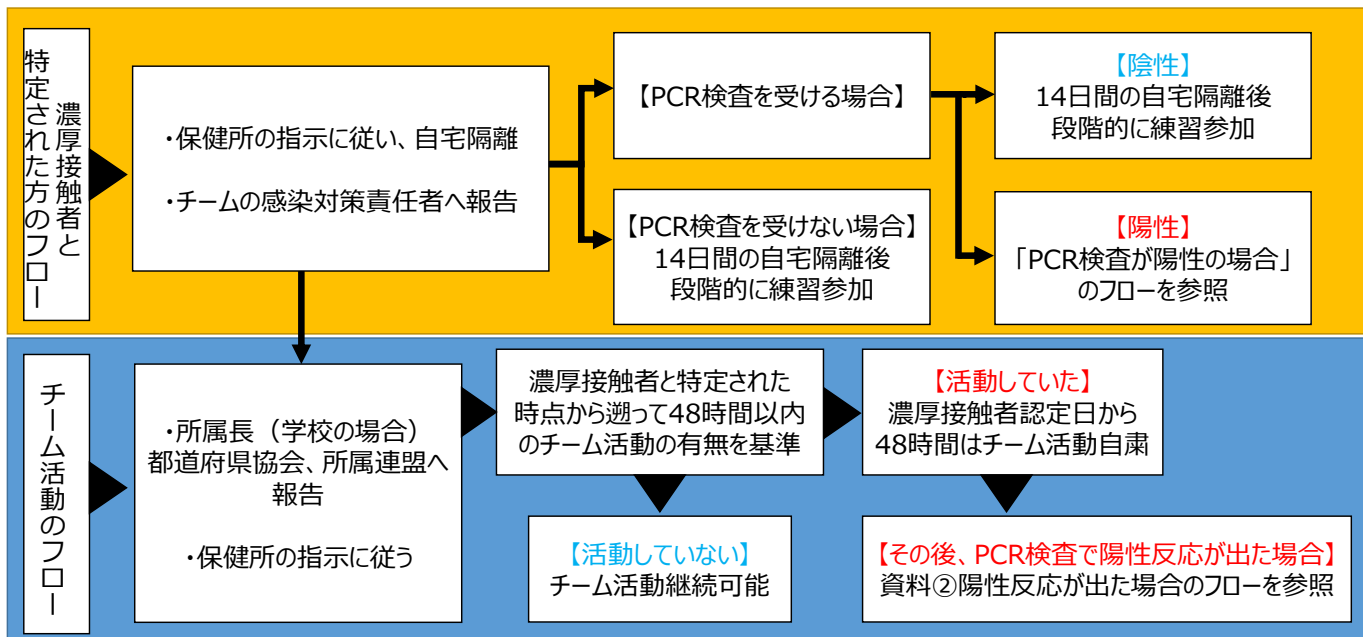 濃厚接触者と
特定された方のフロー
・保健所の指示に従い、自宅隔離
・チームの感染対策責任者へ報告
【PCR検査を受ける場合】
【陰性】
14日間の自宅隔離後
段階的に練習参加
【PCR検査を受けない場合】
14日間の自宅隔離後
段階的に練習参加
【陽性】
「PCR検査が陽性の場合」
のフローを参照
チーム活動のフロー
・所属長（学校の場合）
都道府県協会、所属連盟へ
報告
・保健所の指示に従う
濃厚接触者と特定された
時点から遡って48時間以内
のチーム活動の有無を基準
【活動していた】
濃厚接触者認定日から
48時間はチーム活動自粛
【活動していない】
チーム活動継続可能
【その後、PCR検査で陽性反応が出た場合】
資料②陽性反応が出た場合のフローを参照